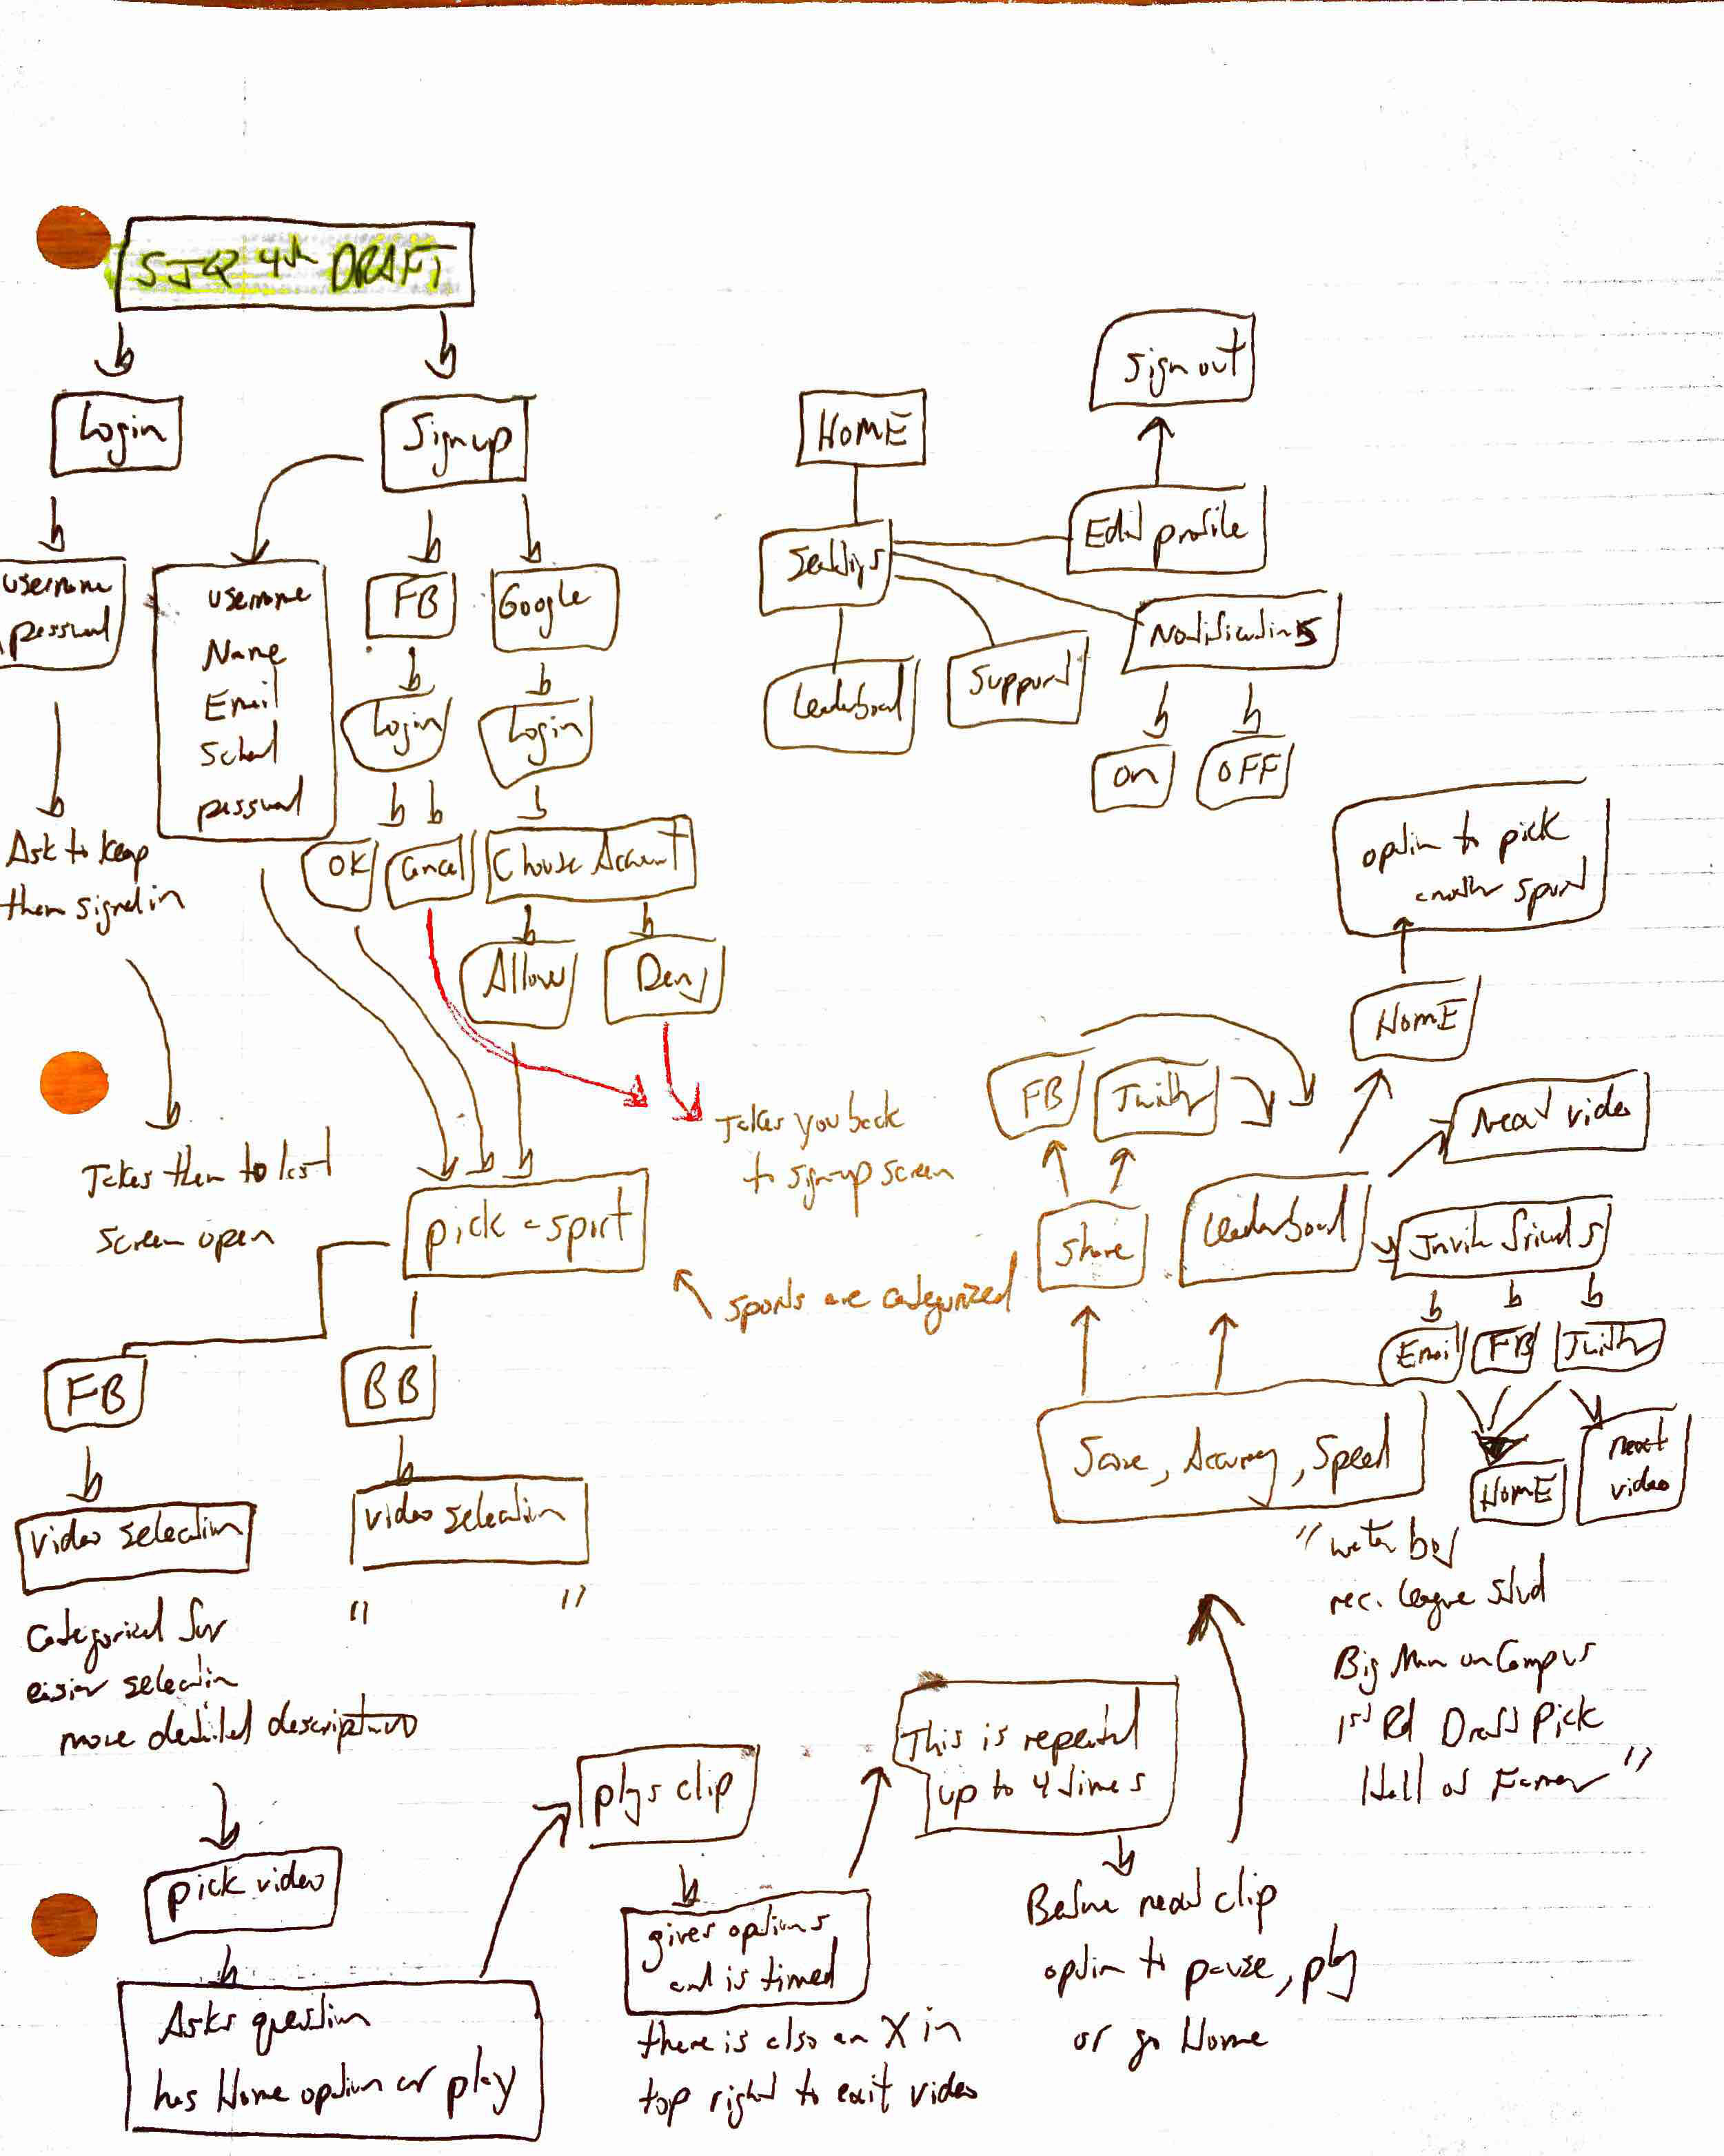 SIQ 4th DRAFT
Login
Signup
username
password
Ask to keep
them signed in
Takes them to last
screen open
username
Name
Email
School
password
FB
Login
OK
Cancel
Google
Login
Choose Account
Allow
Deny
Takes you back
to sign-up screen
HOME
Settings
Leaderboard
Support
Edit profile
Sign out
Notifications
On
OFF
pick a sport
sports are categorized
FB
BB
video selection
video selection
Categorized for
easier selection
more detailed description
" "
pick video
Asks question
has Home option or play
plays clip
gives options
and is timed
there is also an X in
top right to exit video
This is repeated
up to 4 times
Before next clip
option to pause, play
or go Home
Score, Accuracy, Speed
"water boy
rec. league stud
Big Man on Campus
1st Rd Draft Pick
Hall of Famer"
Share
FB
Twitter
Leaderboard
HOME
option to pick
another sport
Next video
Invite friends
Email
FB
Twitter
HOME
next
video